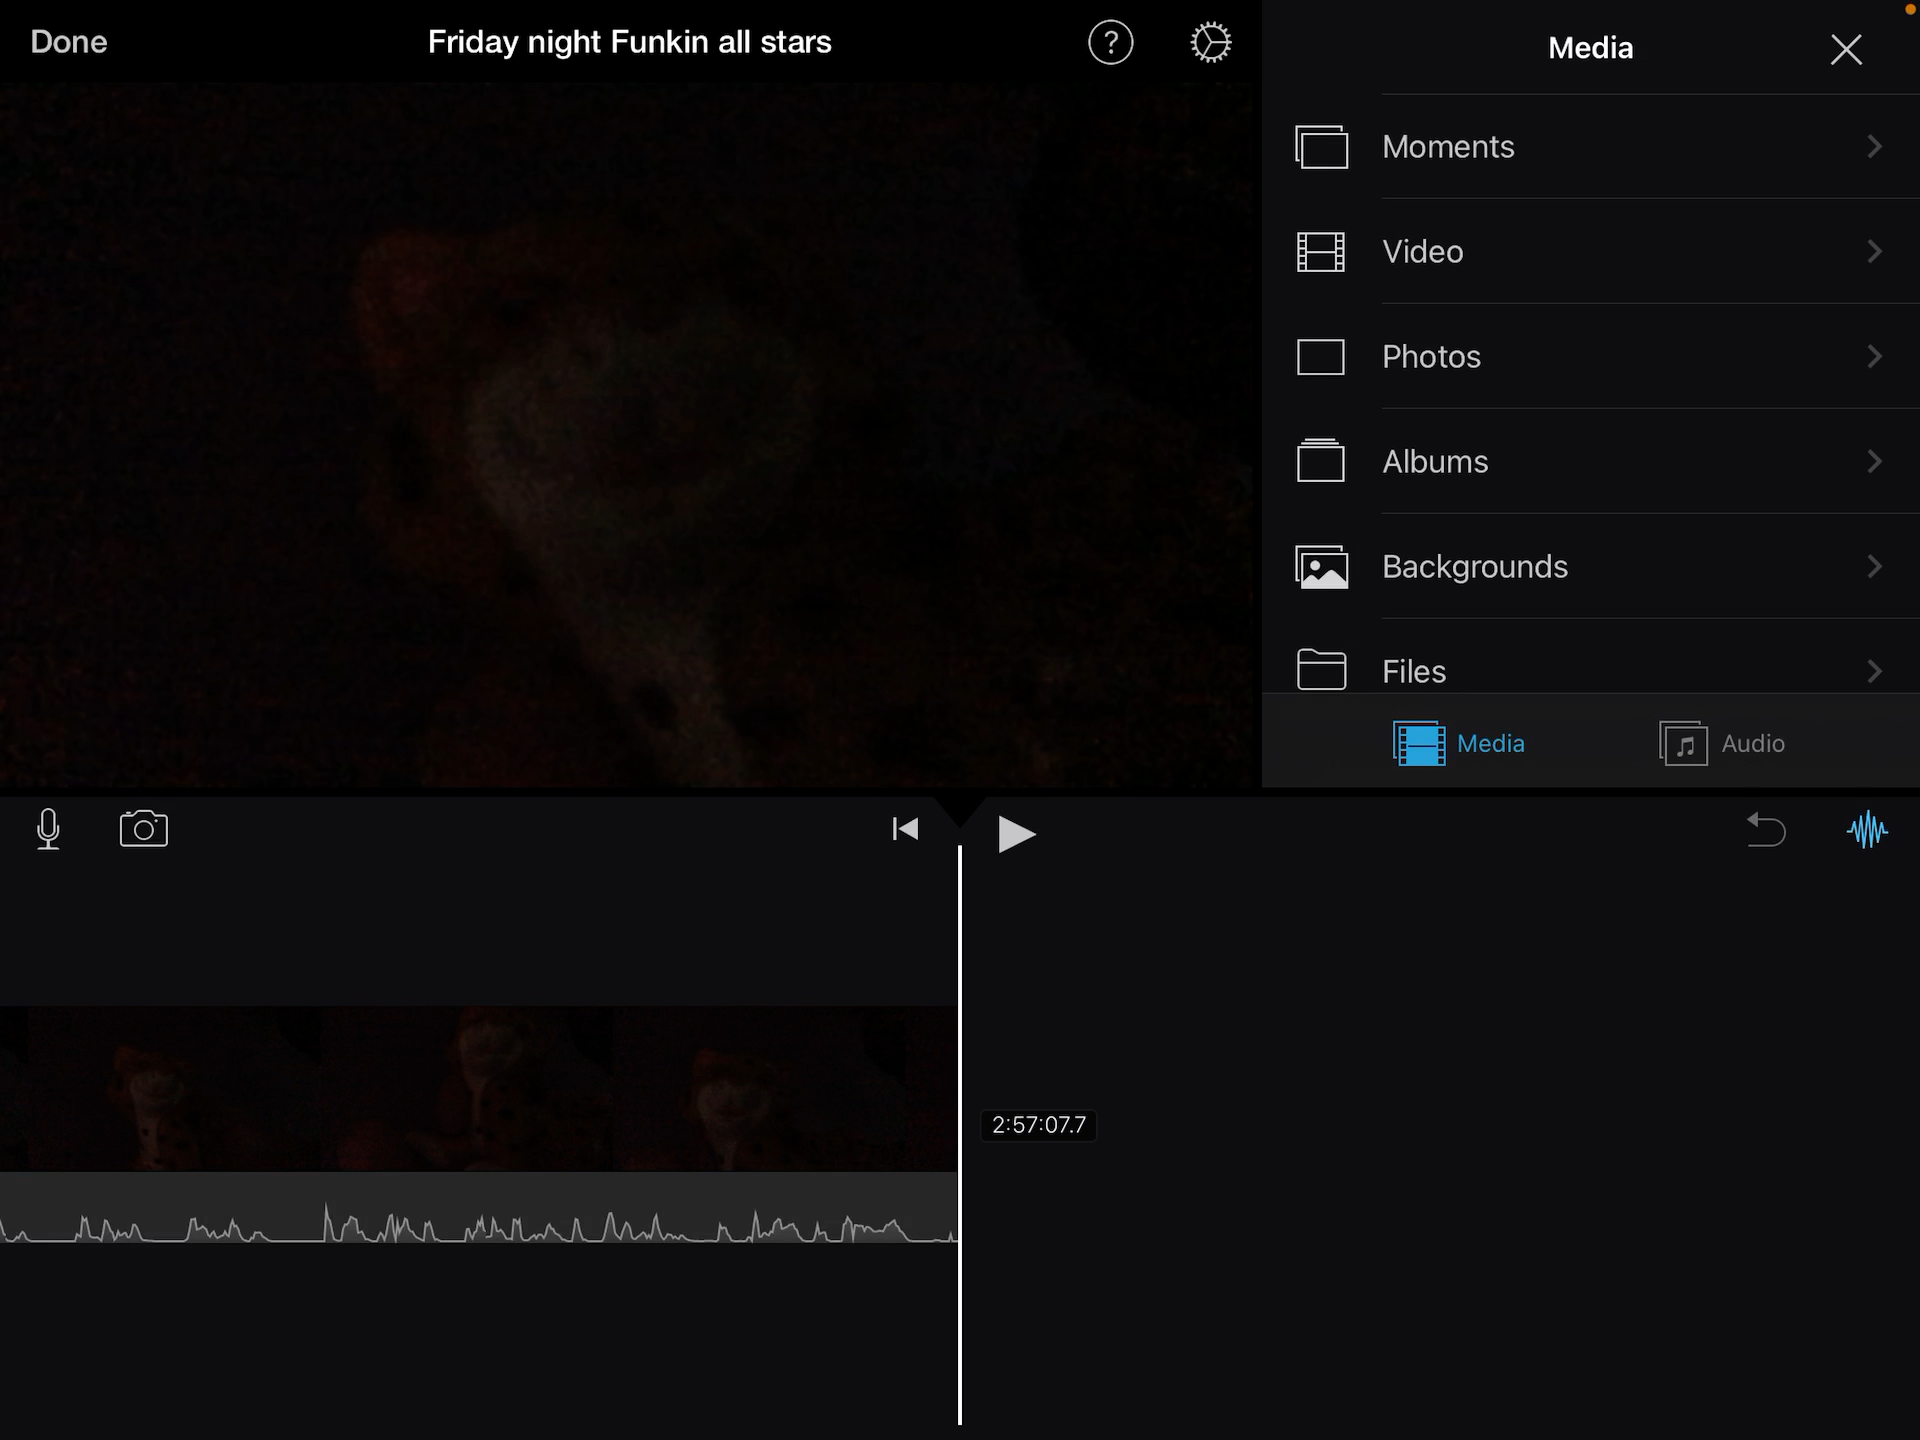 Done
Friday night Funkin all stars
?
Media
Moments
Video
Photos
Albums
Backgrounds
Files
Media
Audio
2:57:07.7